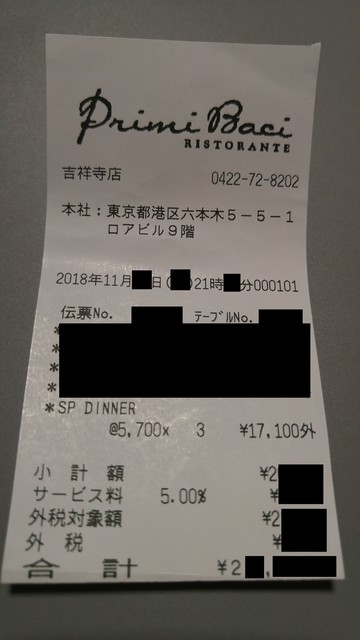 Primi Baci
RISTORANTE
吉祥寺店 0422-72-8202
本社：東京都港区六本木5-5-1
ロアビル9階
2018年11月 日( )21時 分000101
伝票No. ﾃｰﾌﾞﾙNo.
*
*
*
*
*SP DINNER
@5,700x 3 ¥17,100外
小計額 ¥2
サービス料 5.00% ¥
外税対象額 ¥2
外税 ¥
合計 ¥2 ,